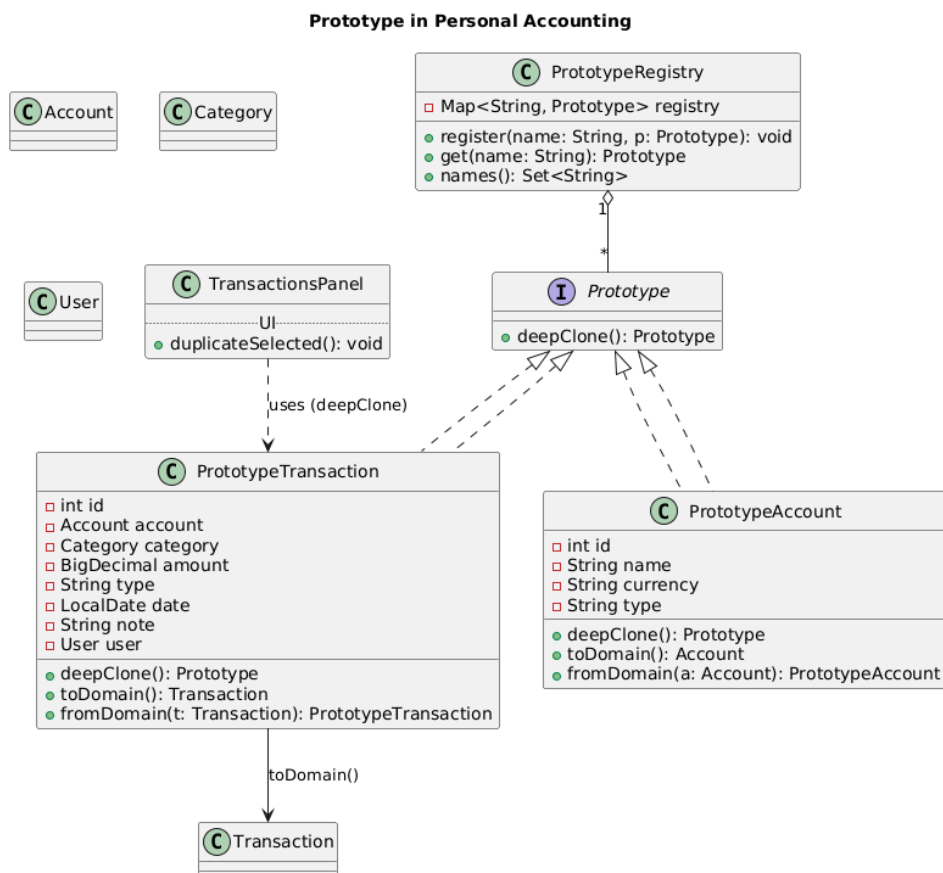 Prototype in Personal Accounting
C Account
C Category
C PrototypeRegistry
Map<String, Prototype> registry
register(name: String, p: Prototype): void
get(name: String): Prototype
names(): Set<String>
1
*
C User
C TransactionsPanel
UI
duplicateSelected(): void
I Prototype
deepClone(): Prototype
uses (deepClone)
C PrototypeTransaction
int id
Account account
Category category
BigDecimal amount
String type
LocalDate date
String note
User user
deepClone(): Prototype
toDomain(): Transaction
fromDomain(t: Transaction): PrototypeTransaction
C PrototypeAccount
int id
String name
String currency
String type
deepClone(): Prototype
toDomain(): Account
fromDomain(a: Account): PrototypeAccount
toDomain()
C Transaction